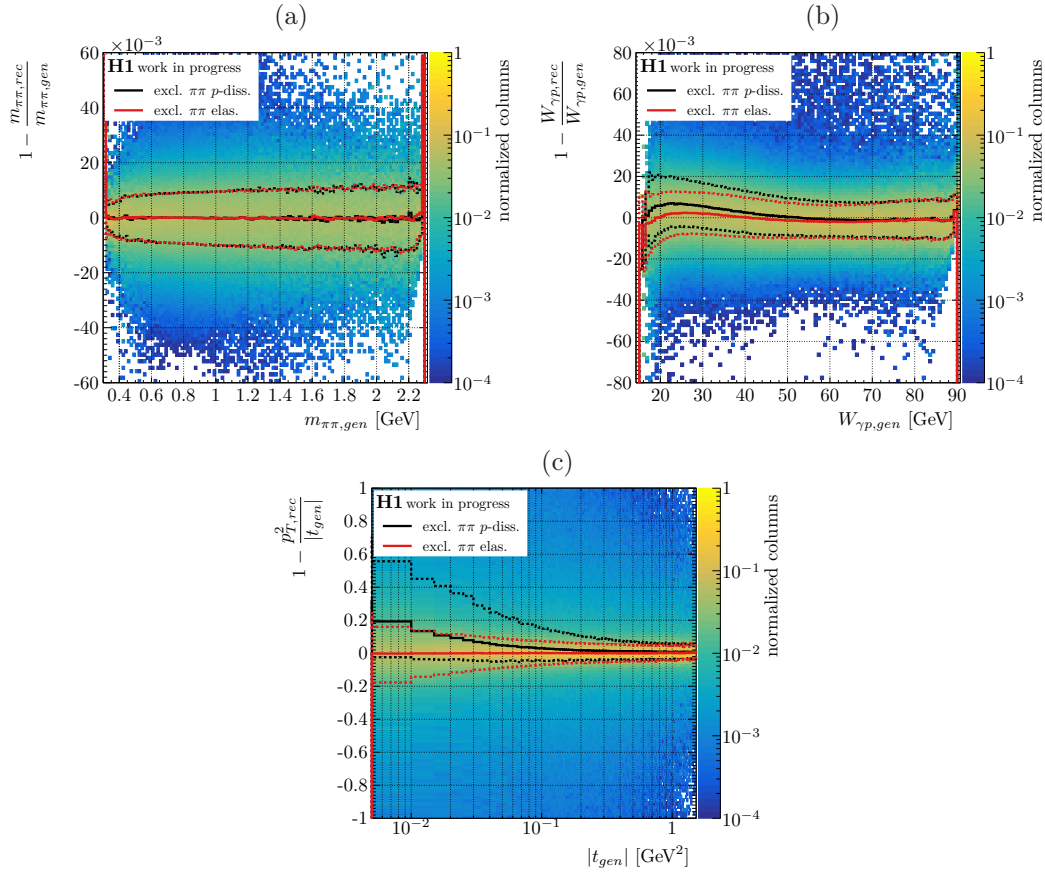 (a)
×10⁻³
60
40
20
0
-20
-40
-60
1 − m_ππ,rec / m_ππ,gen
H1 work in progress
excl. ππ p-diss.
excl. ππ elas.
0.4 0.6 0.8 1 1.2 1.4 1.6 1.8 2 2.2
m_ππ,gen [GeV]
1
10⁻¹
10⁻²
10⁻³
10⁻⁴
normalized columns
(b)
×10⁻³
80
60
40
20
0
-20
-40
-60
-80
1 − W_γp,rec / W_γp,gen
H1 work in progress
excl. ππ p-diss.
excl. ππ elas.
20 30 40 50 60 70 80 90
W_γp,gen [GeV]
1
10⁻¹
10⁻²
10⁻³
10⁻⁴
normalized columns
(c)
1
0.8
0.6
0.4
0.2
0
-0.2
-0.4
-0.6
-0.8
-1
1 − p²_T,rec / |t_gen|
H1 work in progress
excl. ππ p-diss.
excl. ππ elas.
10⁻² 10⁻¹ 1
|t_gen| [GeV²]
1
10⁻¹
10⁻²
10⁻³
10⁻⁴
normalized columns